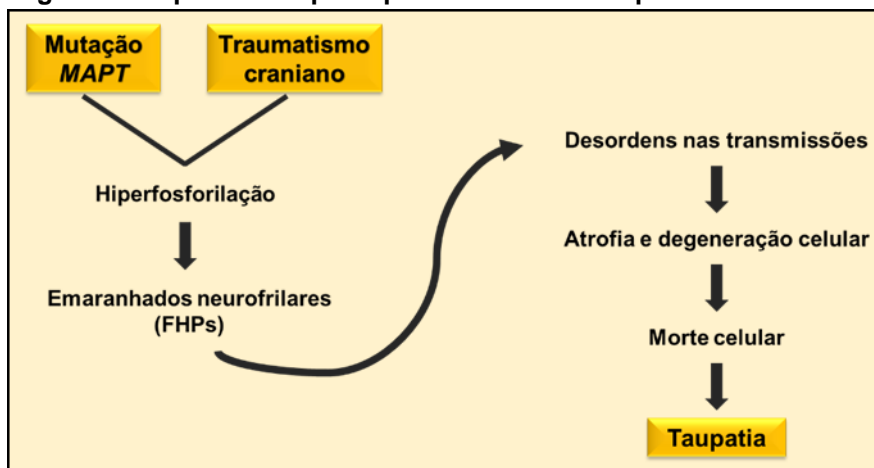 Mutação
MAPT
Traumatismo
craniano
Hiperfosforilação
Emaranhados neurofrilares
(FHPs)
Desordens nas transmissões
Atrofia e degeneração celular
Morte celular
Taupatia